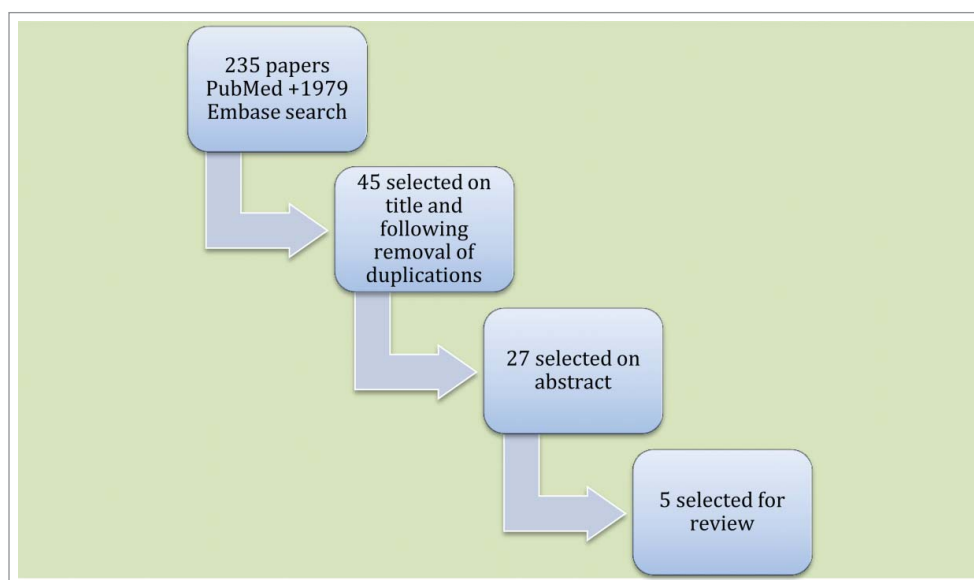 235 papers
PubMed +1979
Embase search
45 selected on
title and
following
removal of
duplications
27 selected on
abstract
5 selected for
review